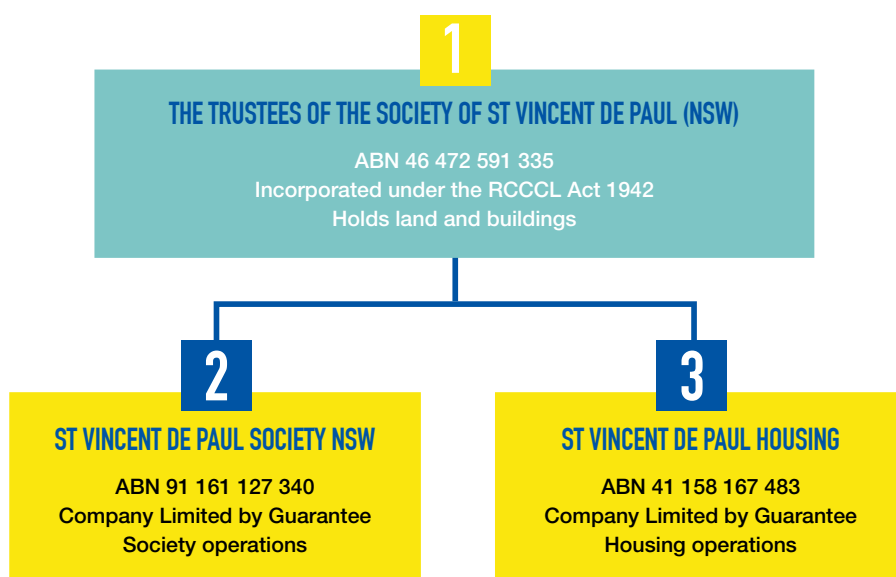 1
THE TRUSTEES OF THE SOCIETY OF ST VINCENT DE PAUL (NSW)
ABN 46 472 591 335
Incorporated under the RCCCL Act 1942
Holds land and buildings
2
ST VINCENT DE PAUL SOCIETY NSW
ABN 91 161 127 340
Company Limited by Guarantee
Society operations
3
ST VINCENT DE PAUL HOUSING
ABN 41 158 167 483
Company Limited by Guarantee
Housing operations